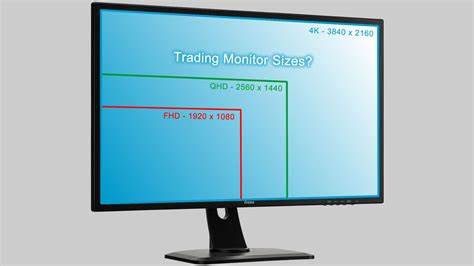 4K - 3840 x 2160
Trading Monitor Sizes?
QHD - 2560 x 1440
FHD - 1920 x 1080